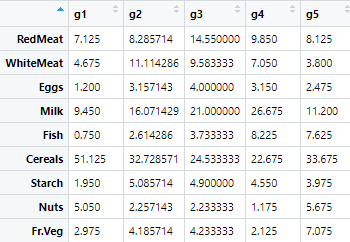 g1 g2 g3 g4 g5
RedMeat 7.125 8.285714 14.550000 9.850 8.125
WhiteMeat 4.675 11.114286 9.583333 7.050 3.800
Eggs 1.200 3.157143 4.000000 3.150 2.475
Milk 9.450 16.071429 21.000000 26.675 11.200
Fish 0.750 2.614286 3.733333 8.225 7.625
Cereals 51.125 32.728571 24.533333 22.675 33.675
Starch 1.950 5.085714 4.900000 4.550 3.975
Nuts 5.050 2.257143 2.233333 1.175 5.675
Fr.Veg 2.975 4.185714 4.233333 2.125 7.075